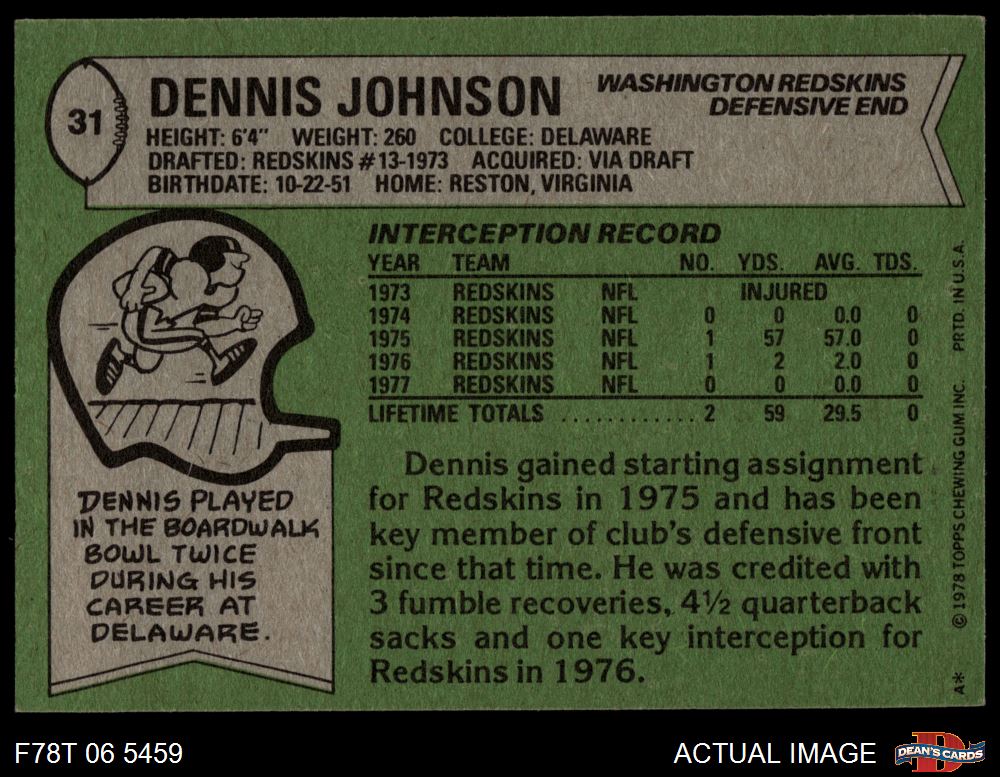 31
DENNIS JOHNSON
WASHINGTON REDSKINS
DEFENSIVE END
HEIGHT: 6'4" WEIGHT: 260 COLLEGE: DELAWARE
DRAFTED: REDSKINS #13-1973 ACQUIRED: VIA DRAFT
BIRTHDATE: 10-22-51 HOME: RESTON, VIRGINIA
INTERCEPTION RECORD
YEAR TEAM NO. YDS. AVG. TDS.
1973 REDSKINS NFL INJURED
1974 REDSKINS NFL 0 0 0.0 0
1975 REDSKINS NFL 1 57 57.0 0
1976 REDSKINS NFL 1 2 2.0 0
1977 REDSKINS NFL 0 0 0.0 0
LIFETIME TOTALS ............ 2 59 29.5 0
DENNIS PLAYED
IN THE BOARDWALK
BOWL TWICE
DURING HIS
CAREER AT
DELAWARE.
Dennis gained starting assignment
for Redskins in 1975 and has been
key member of club's defensive front
since that time. He was credited with
3 fumble recoveries, 4½ quarterback
sacks and one key interception for
Redskins in 1976.
A* © 1978 TOPPS CHEWING GUM INC. PRTD. IN U.S.A.
F78T 06 5459
ACTUAL IMAGE
D
DEAN'S CARDS